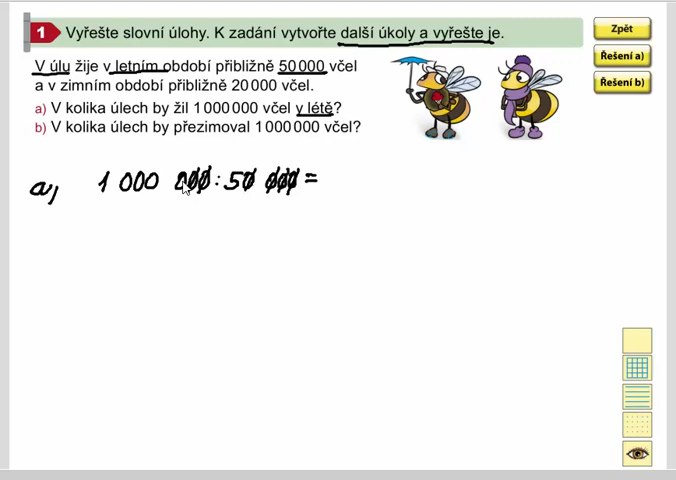 1 Vyřešte slovní úlohy. K zadání vytvořte další úkoly a vyřešte je.
V úlu žije v letním období přibližně 50 000 včel
a v zimním období přibližně 20 000 včel.
a) V kolika úlech by žil 1 000 000 včel v létě?
b) V kolika úlech by přezimoval 1 000 000 včel?
Zpět
Řešení a)
Řešení b)
a) 1 000 000 : 50 000 =